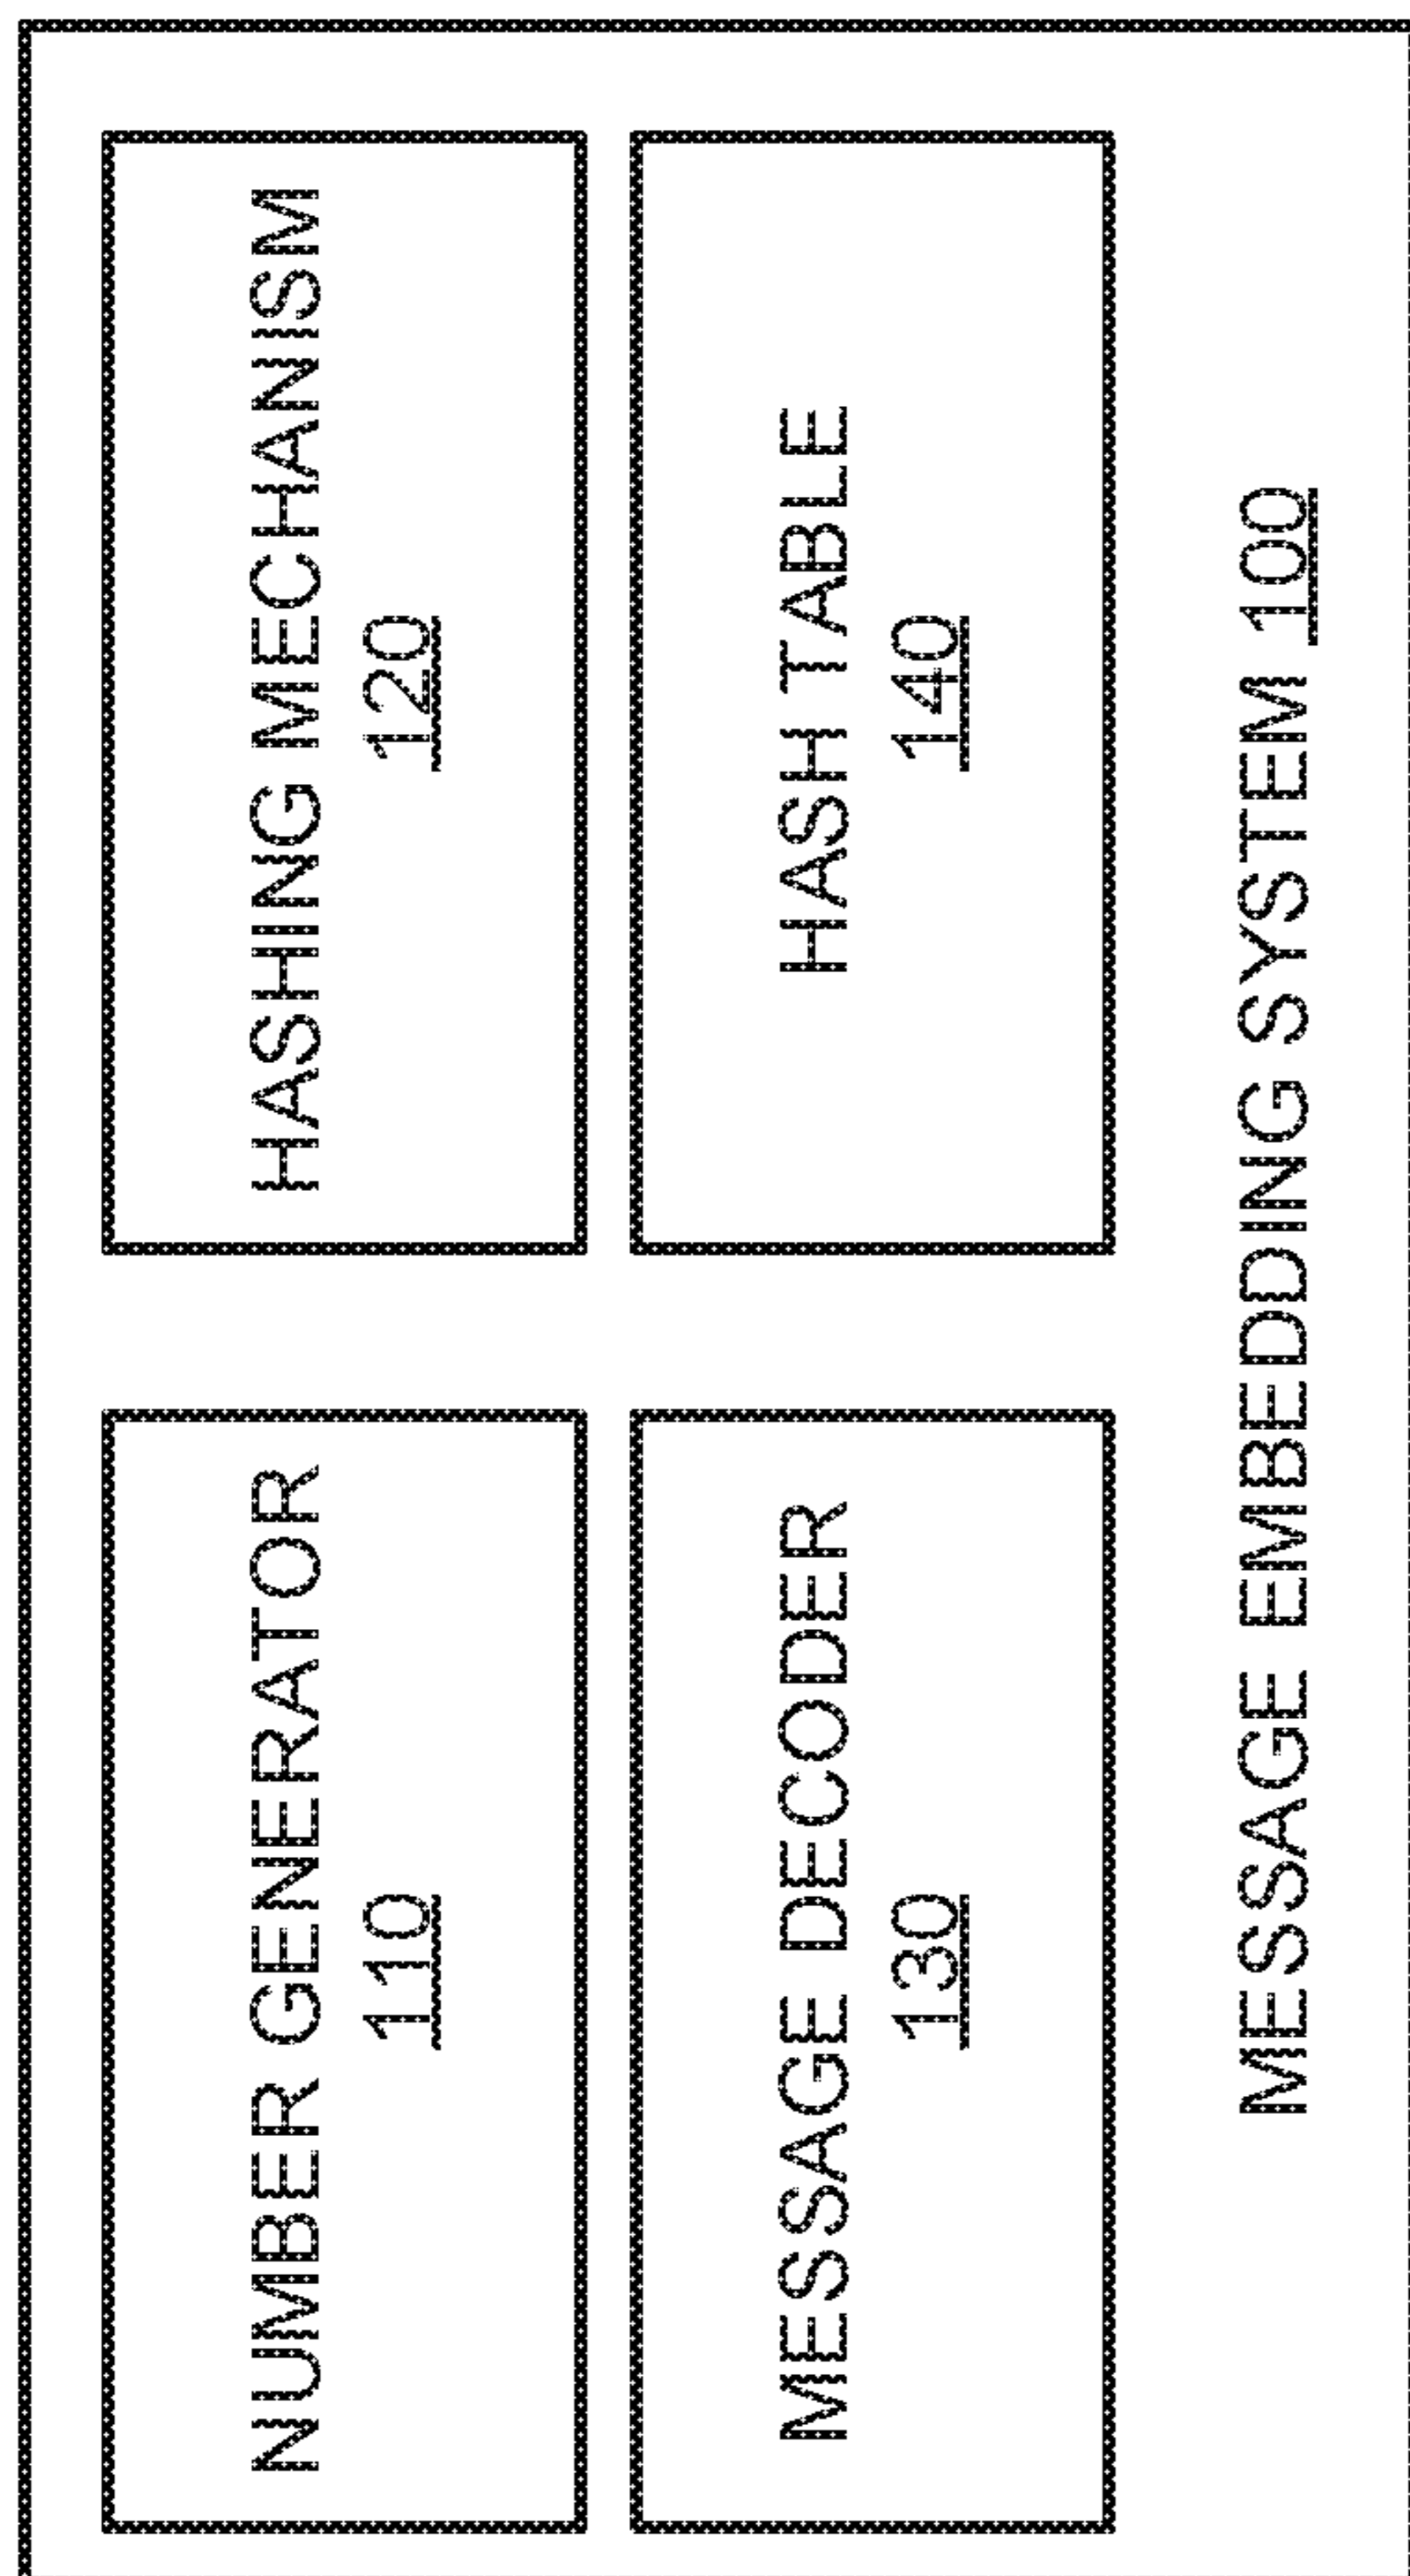 NUMBER GENERATOR
110
HASHING MECHANISM
120
MESSAGE DECODER
130
HASH TABLE
140
MESSAGE EMBEDDING SYSTEM 100